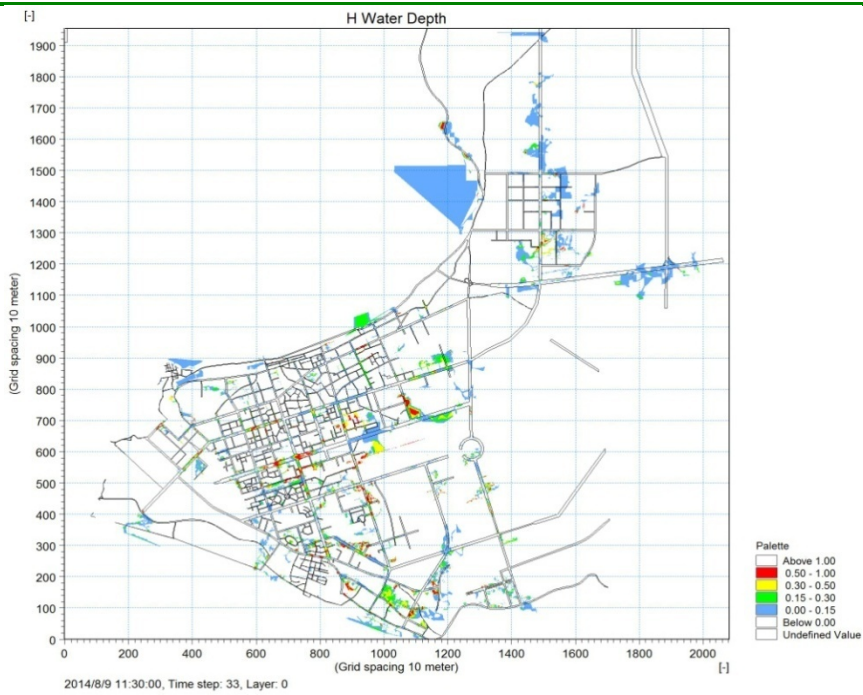 [-]
H Water Depth
1900
1800
1700
1600
1500
1400
1300
1200
1100
1000
900
800
700
600
500
400
300
200
100
0
(Grid spacing 10 meter)
0 200 400 600 800 1000 1200 1400 1600 1800 2000
(Grid spacing 10 meter) [-]
2014/8/9 11:30:00, Time step: 33, Layer: 0
Palette
Above 1.00
0.50 - 1.00
0.30 - 0.50
0.15 - 0.30
0.00 - 0.15
Below 0.00
Undefined Value